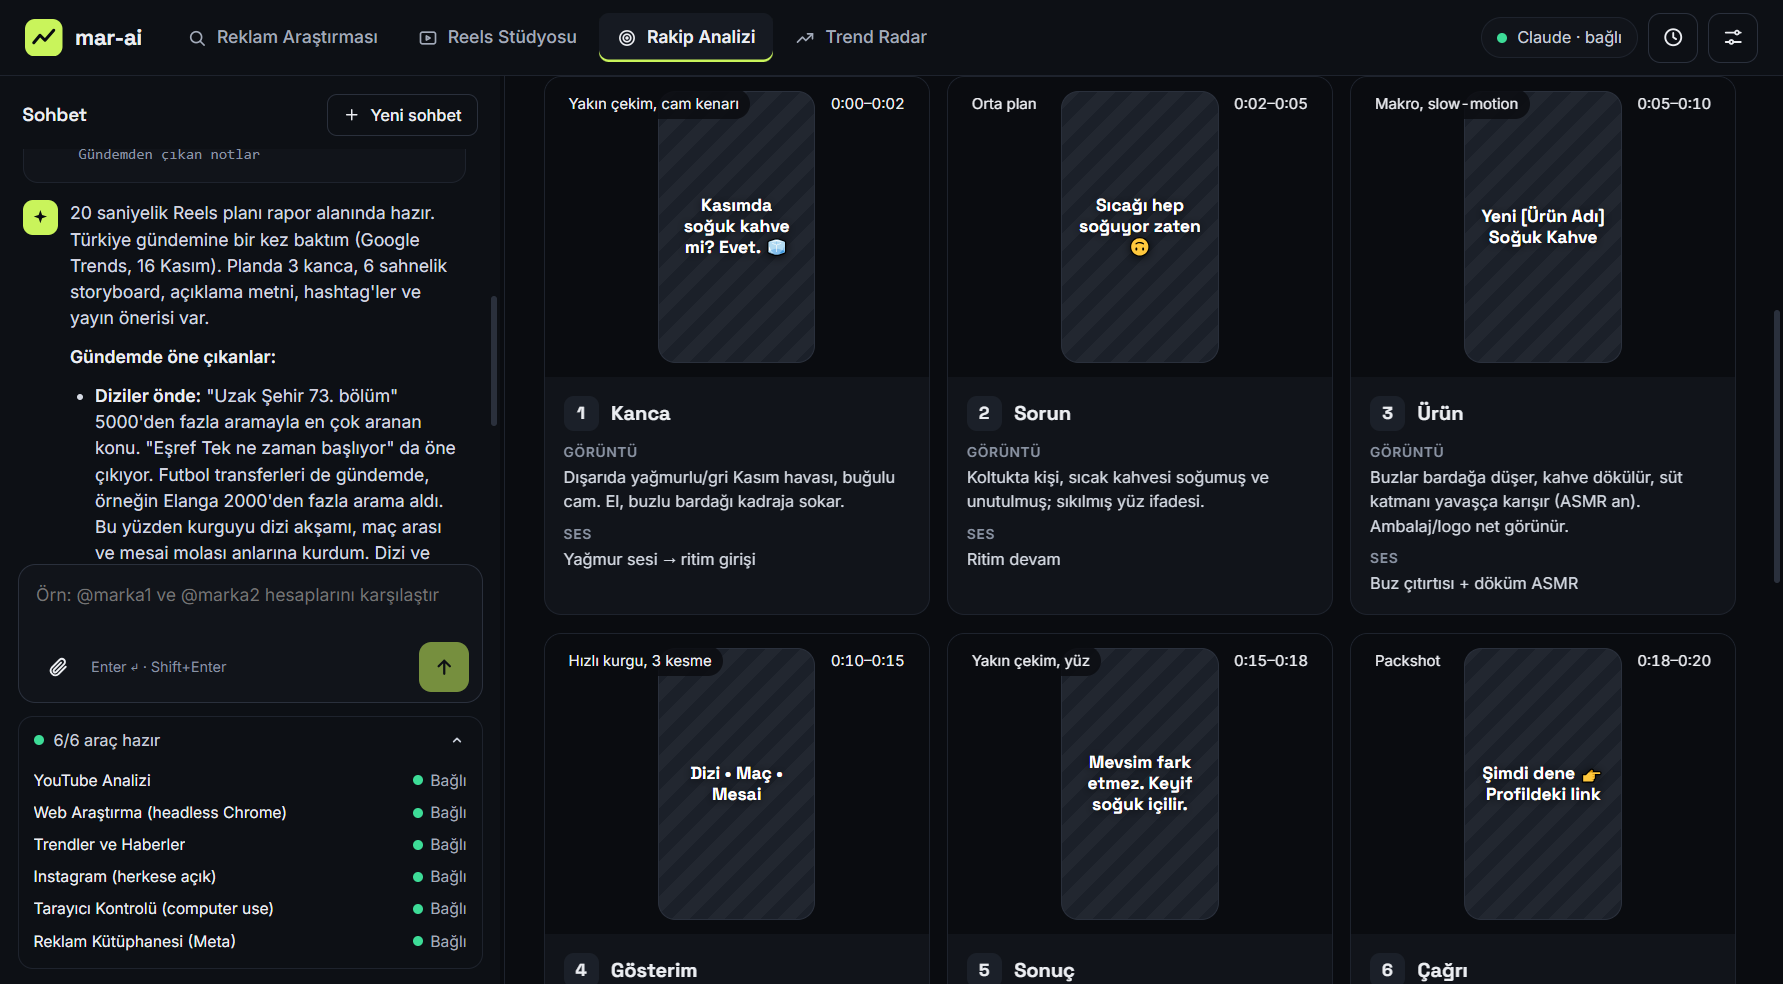 mar-ai
Reklam Araştırması
Reels Stüdyosu
Rakip Analizi
Trend Radar
Claude · bağlı
Sohbet
+ Yeni sohbet
Gündemden çıkan notlar
20 saniyelik Reels planı rapor alanında hazır.
Türkiye gündemine bir kez baktım (Google
Trends, 16 Kasım). Planda 3 kanca, 6 sahnelik
storyboard, açıklama metni, hashtag'ler ve
yayın önerisi var.
Gündemde öne çıkanlar:
• Diziler önde: "Uzak Şehir 73. bölüm"
5000'den fazla aramayla en çok aranan
konu. "Eşref Tek ne zaman başlıyor" da öne
çıkıyor. Futbol transferleri de gündemde,
örneğin Elanga 2000'den fazla arama aldı.
Bu yüzden kurguyu dizi akşamı, maç arası
ve mesai molası anlarına kurdum. Dizi ve
Örn: @marka1 ve @marka2 hesaplarını karşılaştır
Enter ↲ · Shift+Enter
6/6 araç hazır
YouTube Analizi
Bağlı
Web Araştırma (headless Chrome)
Bağlı
Trendler ve Haberler
Bağlı
Instagram (herkese açık)
Bağlı
Tarayıcı Kontrolü (computer use)
Bağlı
Reklam Kütüphanesi (Meta)
Bağlı
Yakın çekim, cam kenarı
0:00–0:02
Kasımda
soğuk kahve
mi? Evet. 🧊
1 Kanca
GÖRÜNTÜ
Dışarıda yağmurlu/gri Kasım havası, buğulu
cam. El, buzlu bardağı kadraja sokar.
SES
Yağmur sesi → ritim girişi
Orta plan
0:02–0:05
Sıcağı hep
soğuyor zaten
🙃
2 Sorun
GÖRÜNTÜ
Koltukta kişi, sıcak kahvesi soğumuş ve
unutulmuş; sıkılmış yüz ifadesi.
SES
Ritim devam
Makro, slow-motion
0:05–0:10
Yeni [Ürün Adı]
Soğuk Kahve
3 Ürün
GÖRÜNTÜ
Buzlar bardağa düşer, kahve dökülür, süt
katmanı yavaşça karışır (ASMR an).
Ambalaj/logo net görünür.
SES
Buz çıtırtısı + döküm ASMR
Hızlı kurgu, 3 kesme
0:10–0:15
Dizi • Maç •
Mesai
4 Gösterim
Yakın çekim, yüz
0:15–0:18
Mevsim fark
etmez. Keyif
soğuk içilir.
5 Sonuç
Packshot
0:18–0:20
Şimdi dene 👉
Profildeki link
6 Çağrı